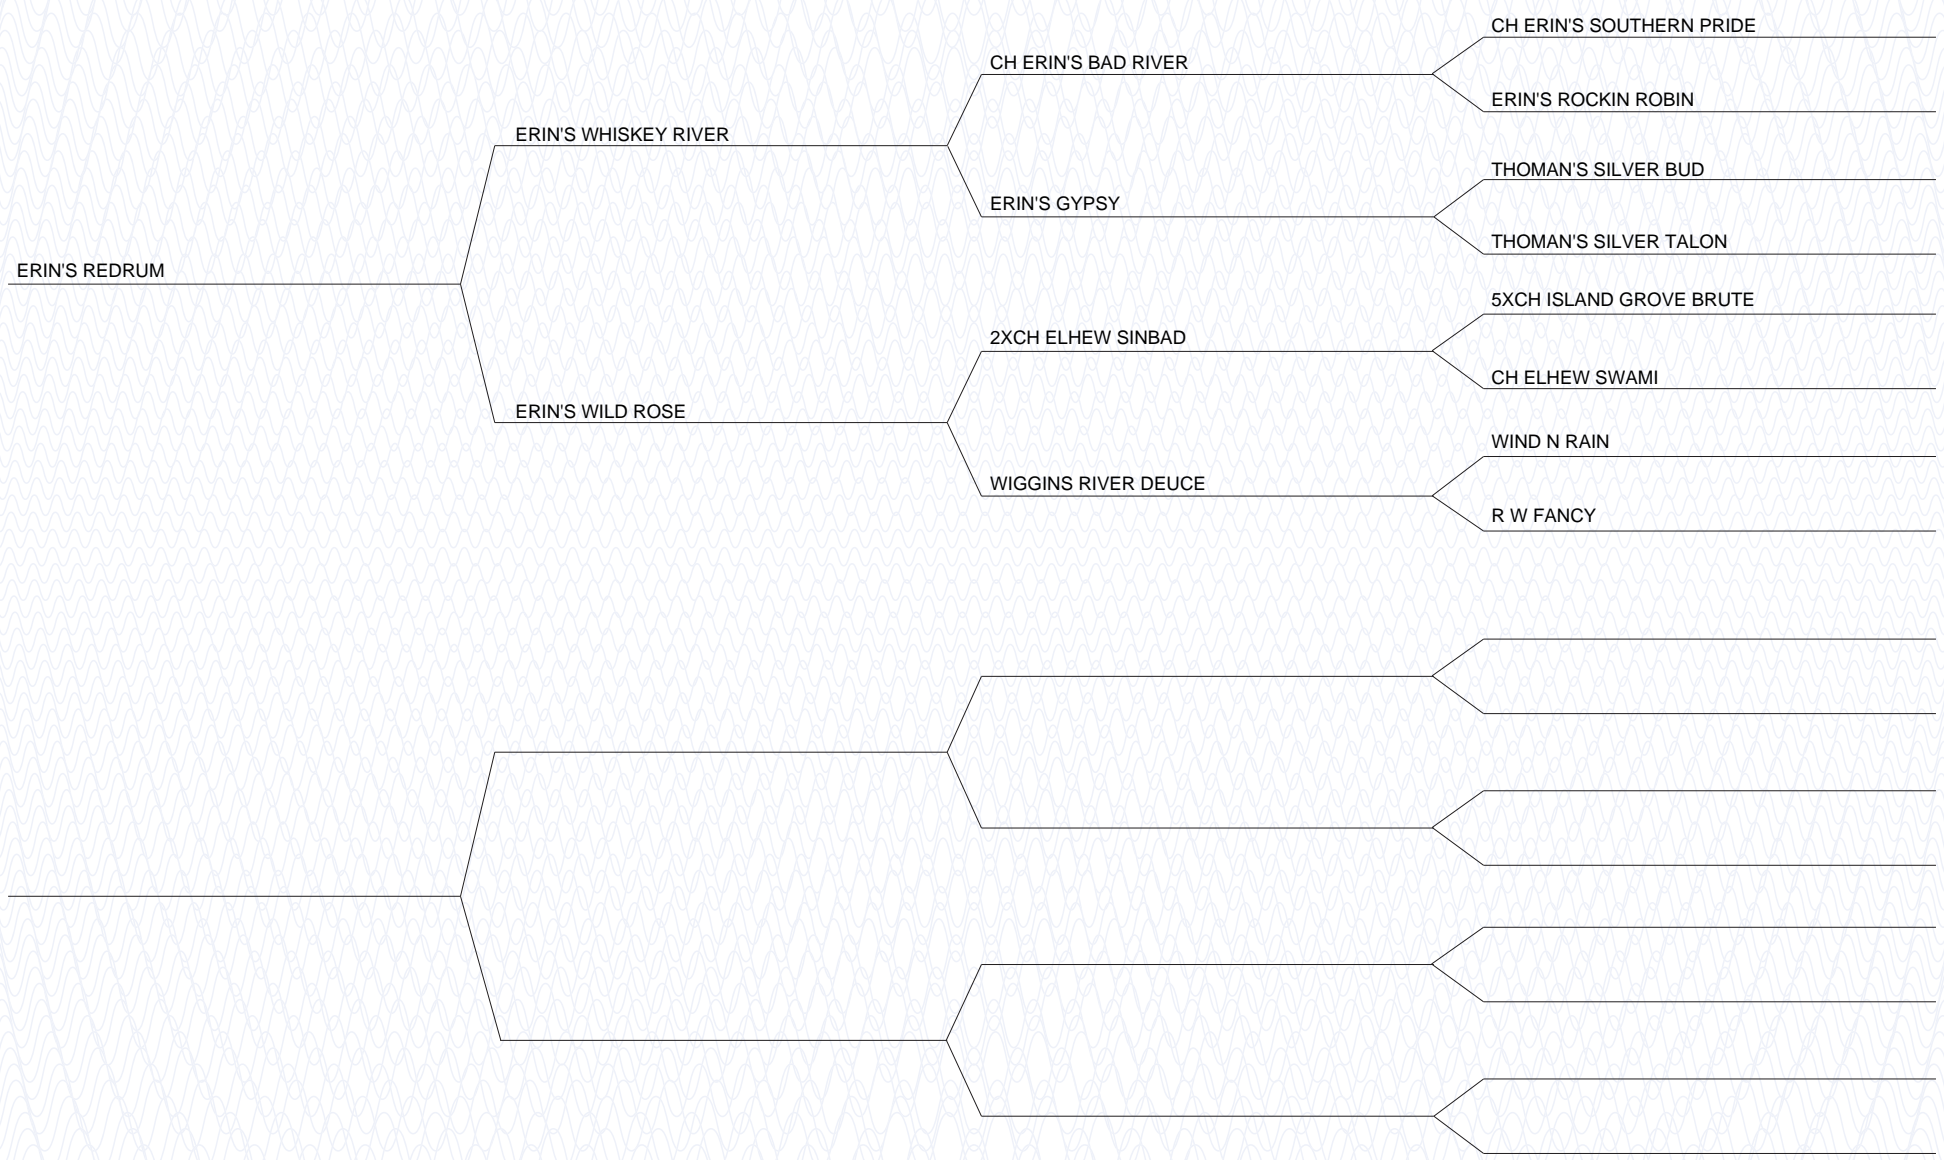 CH ERIN'S SOUTHERN PRIDE
CH ERIN'S BAD RIVER
ERIN'S ROCKIN ROBIN
ERIN'S WHISKEY RIVER
THOMAN'S SILVER BUD
ERIN'S GYPSY
THOMAN'S SILVER TALON
ERIN'S REDRUM
5XCH ISLAND GROVE BRUTE
2XCH ELHEW SINBAD
CH ELHEW SWAMI
ERIN'S WILD ROSE
WIND N RAIN
WIGGINS RIVER DEUCE
R W FANCY